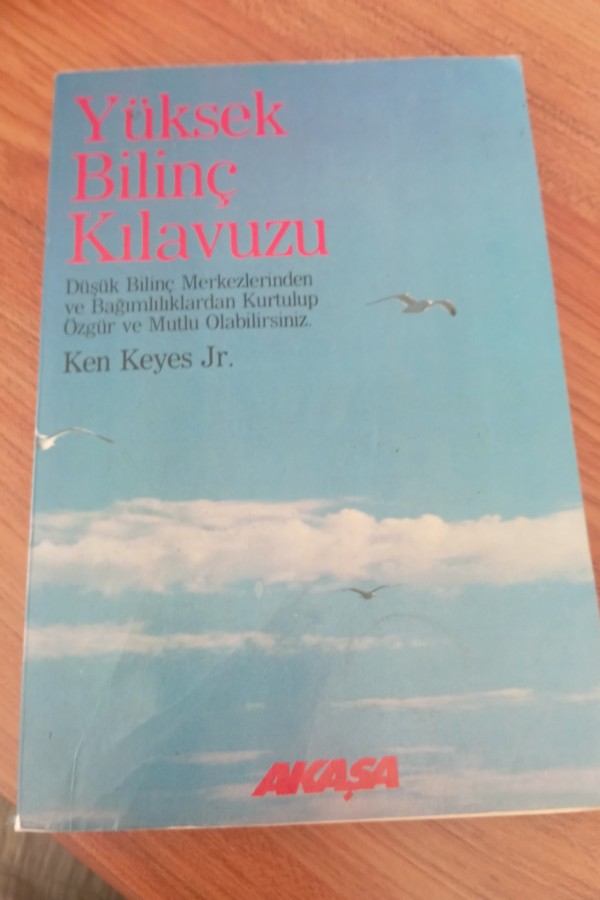 Yüksek
Bilinç
Kılavuzu
Düşük Bilinç Merkezlerinden
ve Bağımlılıklardan Kurtulup
Özgür ve Mutlu Olabilirsiniz.
Ken Keyes Jr.
AKAŞA